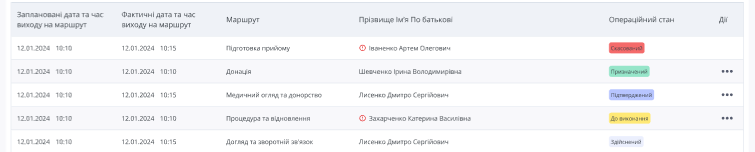 Заплановані дата та час виходу на маршрут Фактичні дата та час виходу на маршрут Маршрут Прізвище Ім'я По батькові Операційний стан Дії
12.01.2024 10:10 12.01.2024 10:15 Підготовка прийому Іваненко Артем Олегович Скасований
12.01.2024 10:10 12.01.2024 10:10 Донація Шевченко Ірина Володимирівна Призначений
12.01.2024 10:10 12.01.2024 10:15 Медичний огляд та донорство Лисенко Дмитро Сергійович Підтверджений
12.01.2024 10:10 12.01.2024 10:10 Процедура та відновлення Захарченко Катерина Василівна До виконання
12.01.2024 10:10 12.01.2024 10:15 Догляд та зворотній зв'язок Лисенко Дмитро Сергійович Здійснений